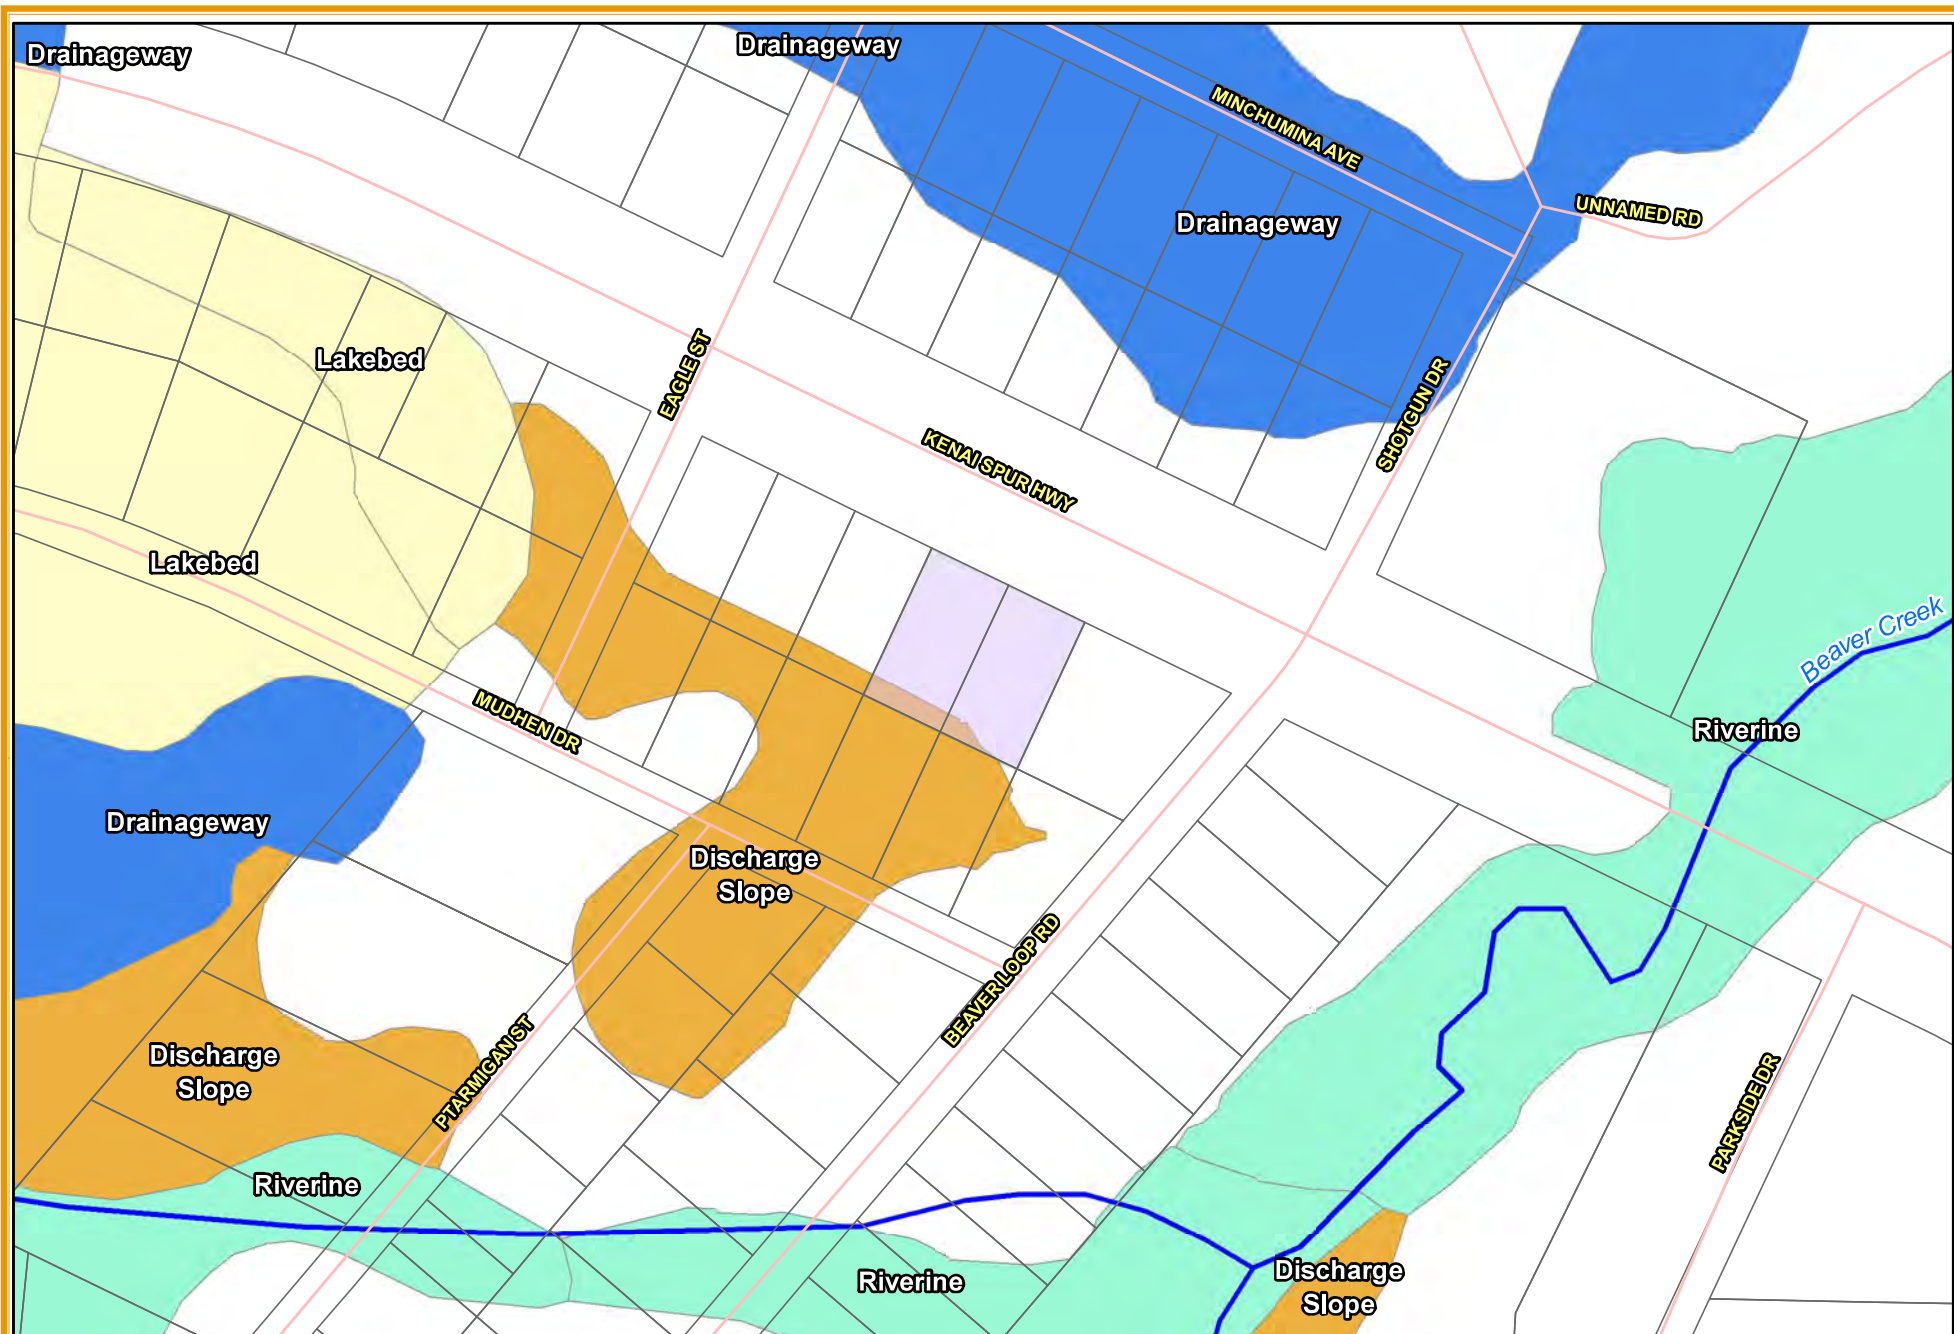 Drainageway
Drainageway
MINCHUMINA AVE
UNNAMED RD
Drainageway
Lakebed
EAGLE ST
SHOTGUN DR
KENAI SPUR HWY
Lakebed
Beaver Creek
MUDHEN DR
Riverine
Drainageway
Discharge
Slope
BEAVER LOOP RD
Discharge
Slope
PTARMIGAN ST
PARKSIDE DR
Riverine
Riverine
Discharge
Slope